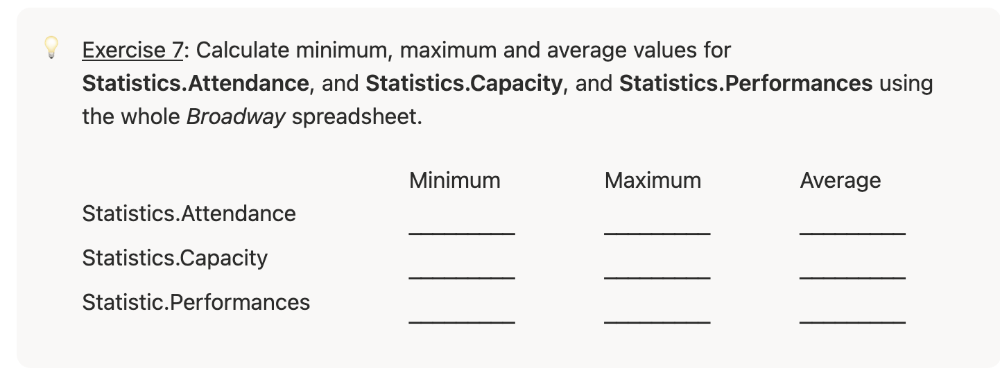 Exercise 7: Calculate minimum, maximum and average values for
Statistics.Attendance, and Statistics.Capacity, and Statistics.Performances using
the whole Broadway spreadsheet.
Minimum Maximum Average
Statistics.Attendance _________ _________ _________
Statistics.Capacity _________ _________ _________
Statistic.Performances _________ _________ _________